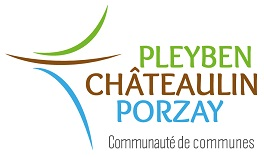 PLEYBEN
CHÂTEAULIN
PORZAY
Communauté de communes